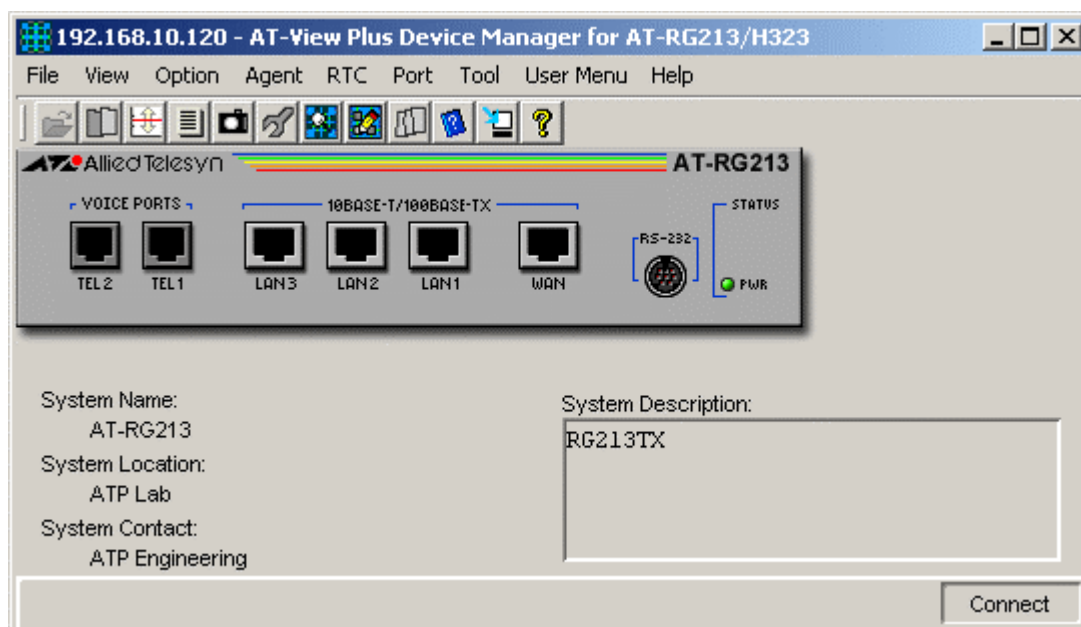 192.168.10.120 - AT-View Plus Device Manager for AT-RG213/H323
File View Option Agent RTC Port Tool User Menu Help
Allied Telesyn AT-RG213
VOICE PORTS 10BASE-T/100BASE-TX STATUS
RS-232
TEL2 TEL1 LAN3 LAN2 LAN1 WAN PWR
System Name:
AT-RG213
System Location:
ATP Lab
System Contact:
ATP Engineering
System Description:
RG213TX
Connect